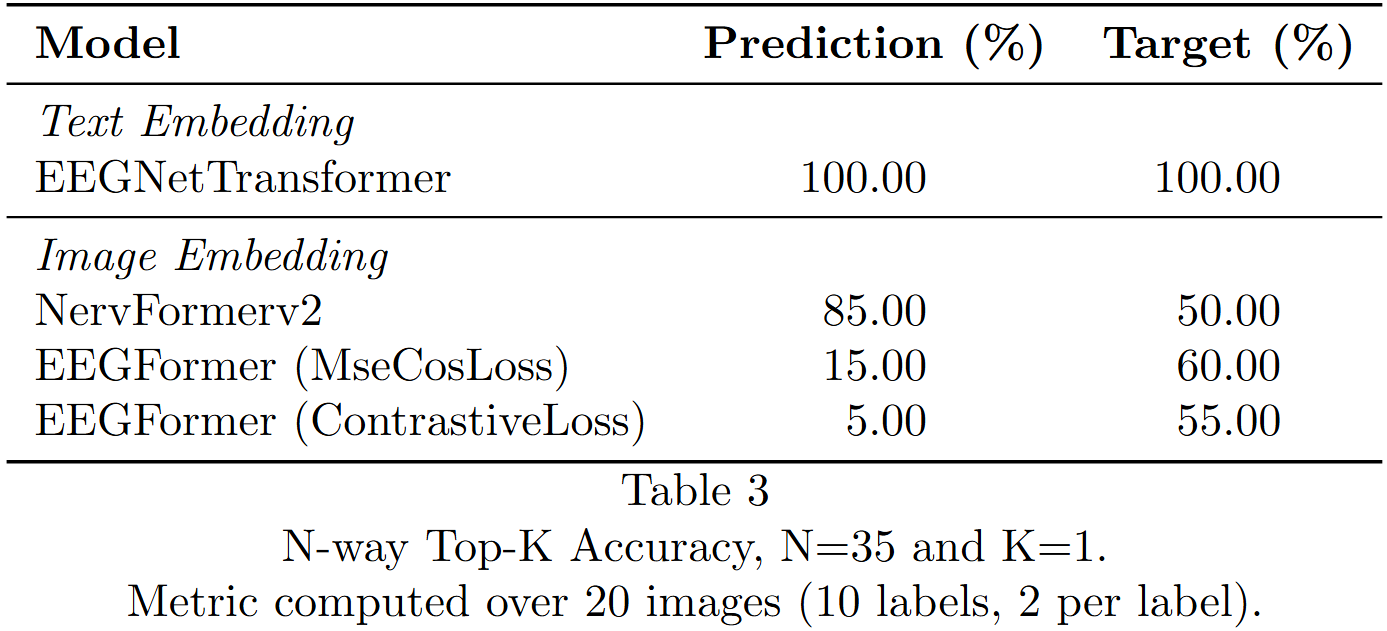 Model Prediction (%) Target (%)
Text Embedding
EEGNetTransformer 100.00 100.00
Image Embedding
NervFormerv2 85.00 50.00
EEGFormer (MseCosLoss) 15.00 60.00
EEGFormer (ContrastiveLoss) 5.00 55.00
Table 3
N-way Top-K Accuracy, N=35 and K=1.
Metric computed over 20 images (10 labels, 2 per label).